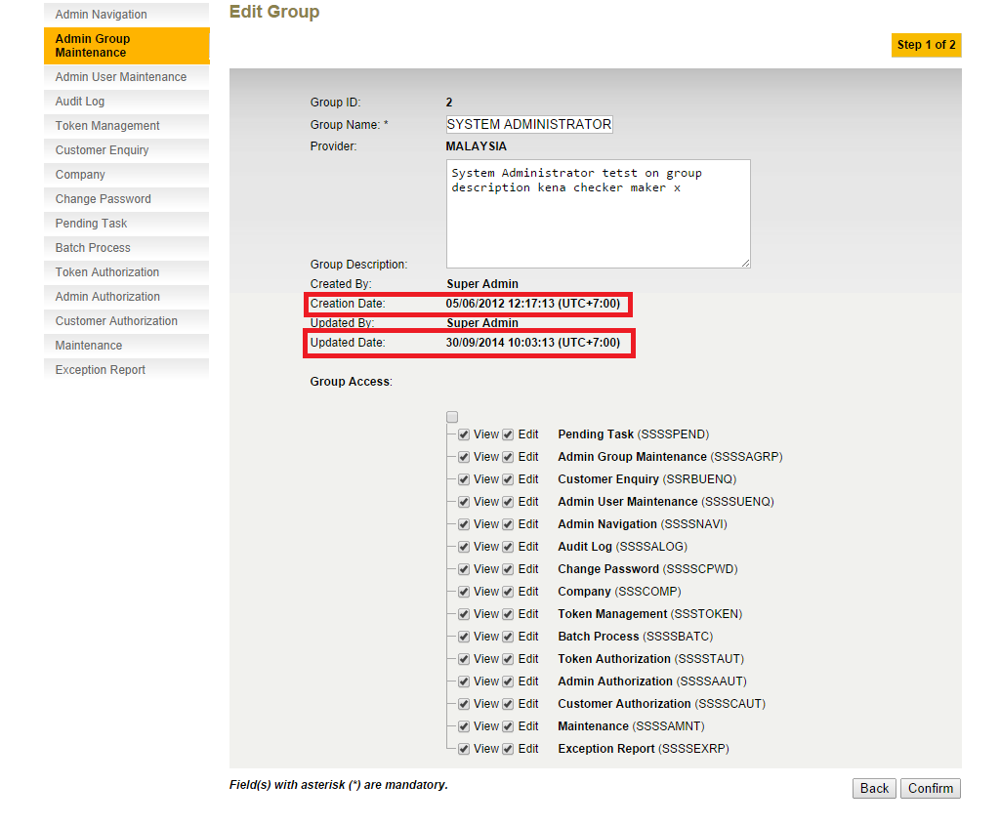 Admin Navigation
Admin Group
Maintenance
Admin User Maintenance
Audit Log
Token Management
Customer Enquiry
Company
Change Password
Pending Task
Batch Process
Token Authorization
Admin Authorization
Customer Authorization
Maintenance
Exception Report
Edit Group
Step 1 of 2
Group ID: 2
Group Name: * SYSTEM ADMINISTRATOR
Provider: MALAYSIA
System Administrator tetst on group
description kena checker maker x
Group Description:
Created By: Super Admin
Creation Date: 05/06/2012 12:17:13 (UTC+7:00)
Updated By: Super Admin
Updated Date: 30/09/2014 10:03:13 (UTC+7:00)
Group Access:
View Edit Pending Task (SSSSPEND)
View Edit Admin Group Maintenance (SSSSAGRP)
View Edit Customer Enquiry (SSRBUENQ)
View Edit Admin User Maintenance (SSSSUENQ)
View Edit Admin Navigation (SSSSNAVI)
View Edit Audit Log (SSSSALOG)
View Edit Change Password (SSSSCPWD)
View Edit Company (SSSCOMP)
View Edit Token Management (SSSTOKEN)
View Edit Batch Process (SSSSBATC)
View Edit Token Authorization (SSSSTAUT)
View Edit Admin Authorization (SSSSAAUT)
View Edit Customer Authorization (SSSSCAUT)
View Edit Maintenance (SSSSAMNT)
View Edit Exception Report (SSSSEXRP)
Field(s) with asterisk (*) are mandatory.
Back Confirm